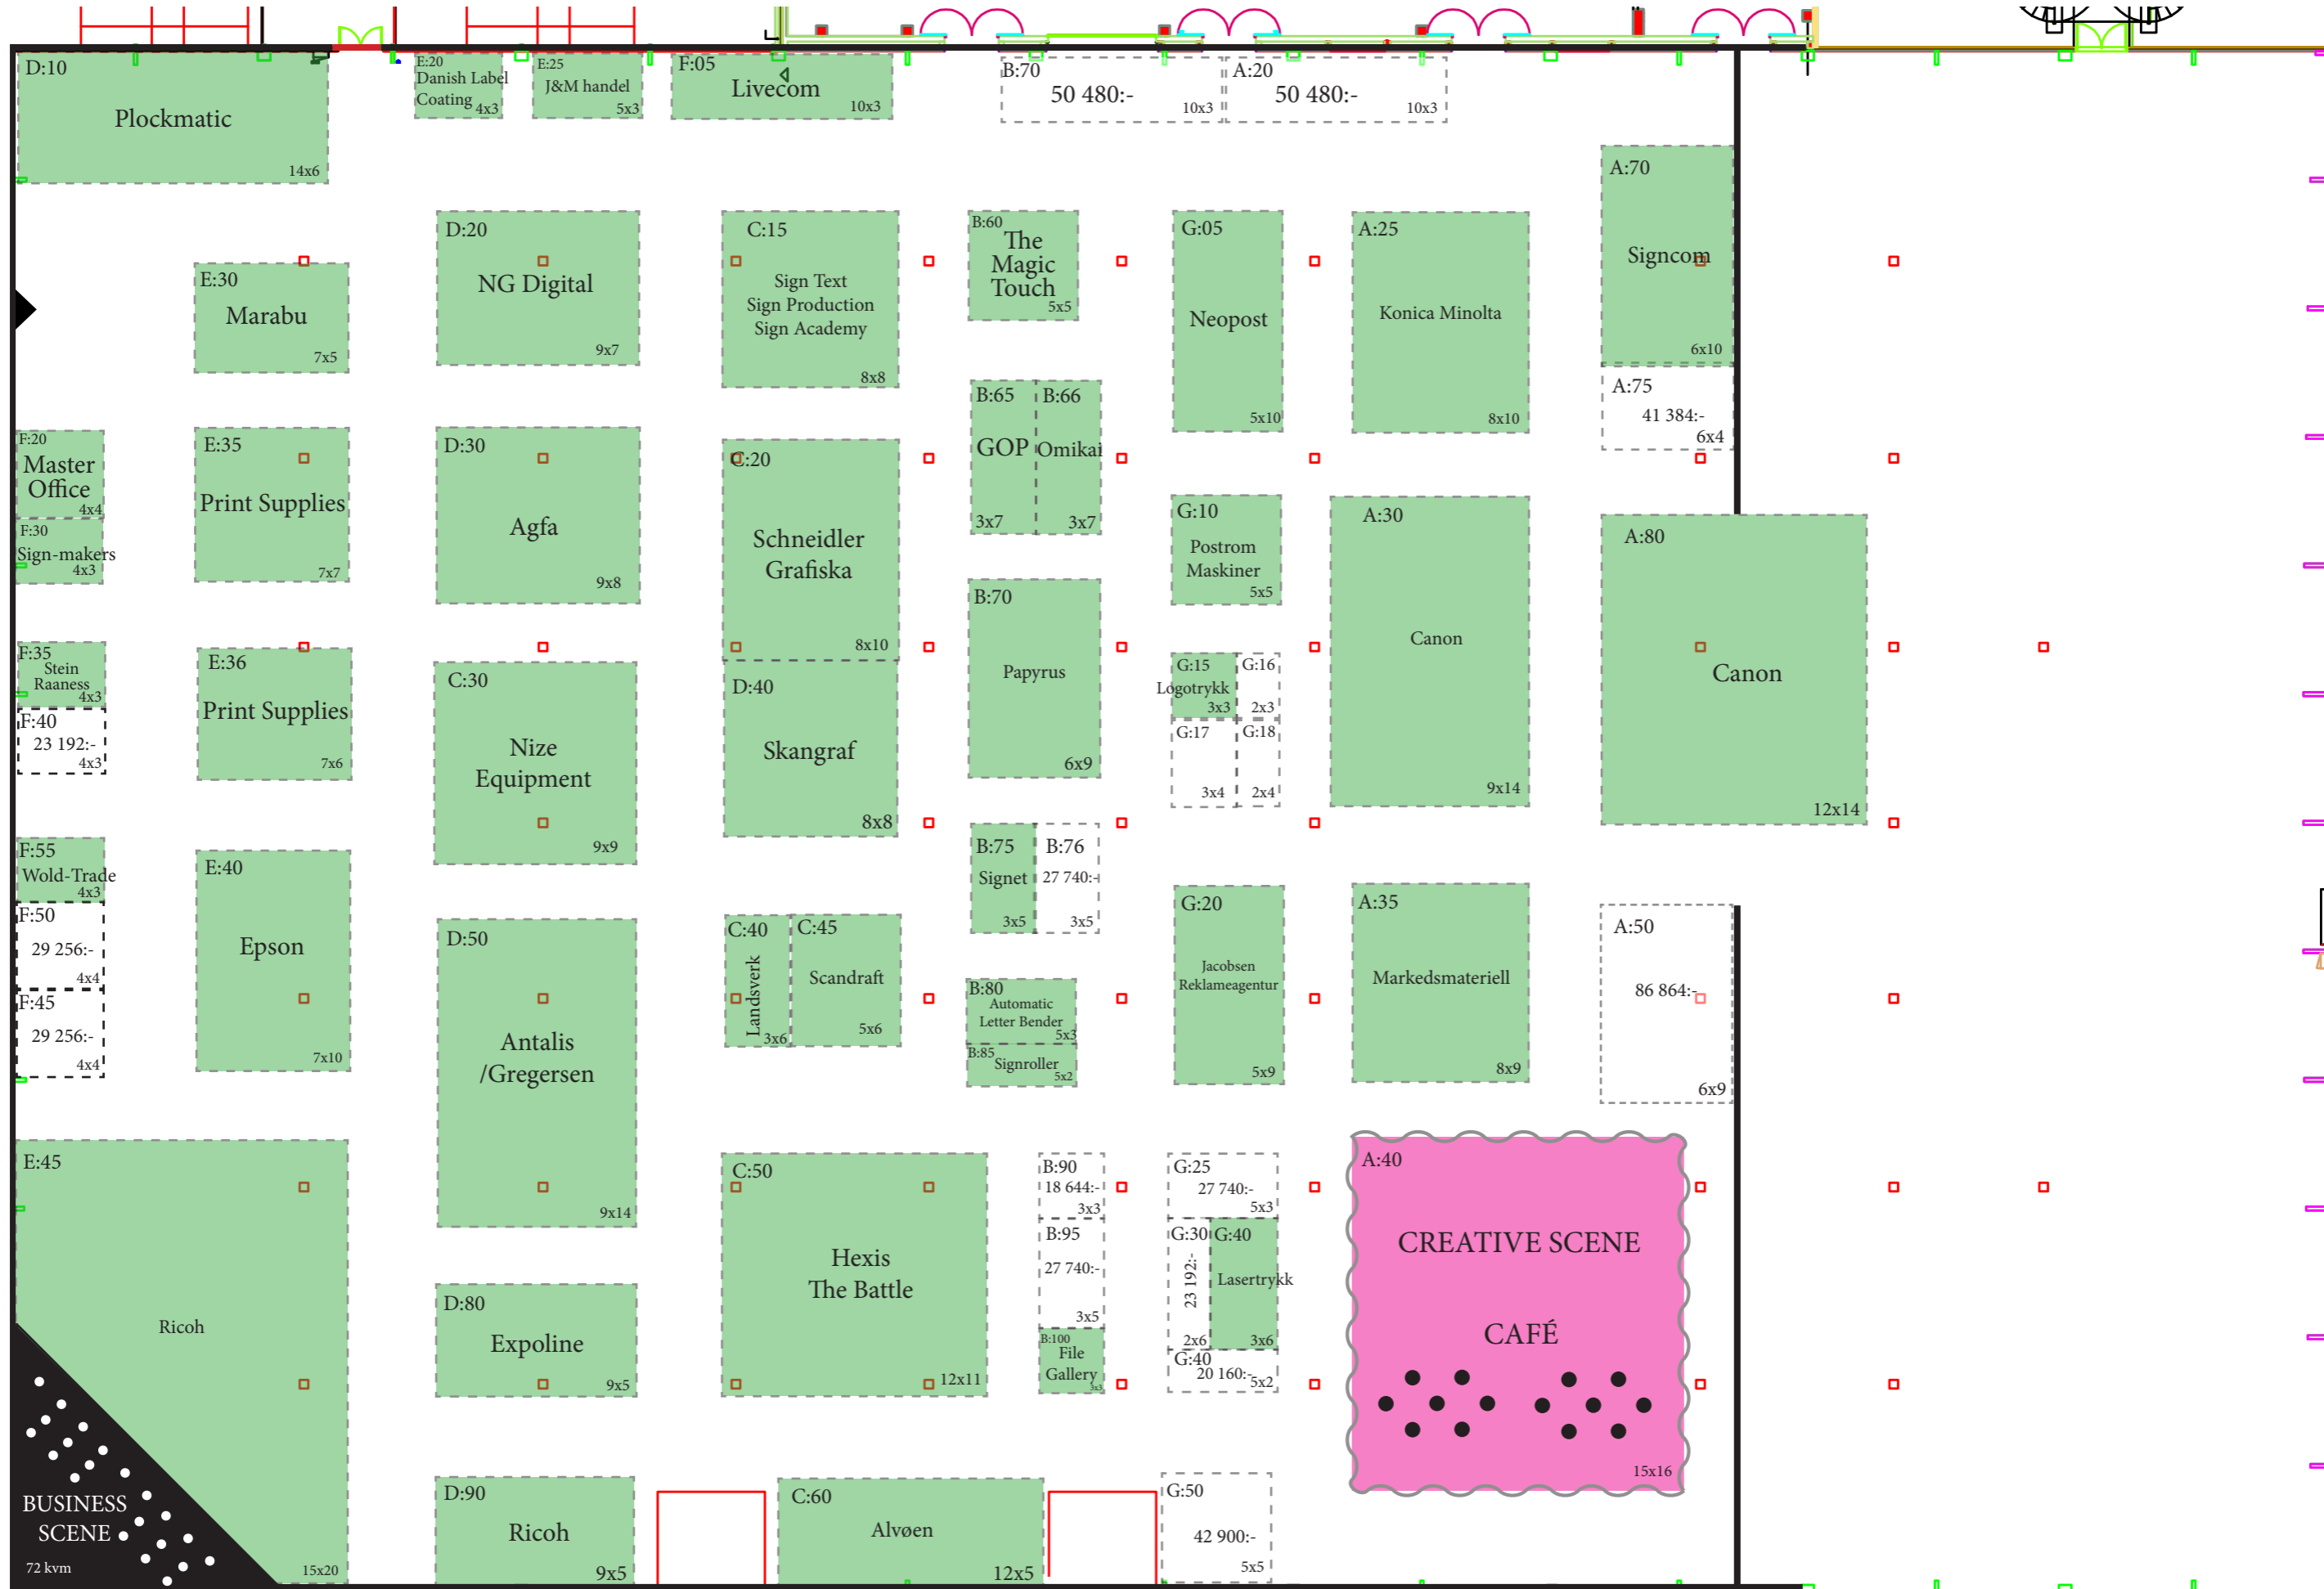 D:10
Plockmatic
14x6
E:20
Danish Label
Coating
4x3
E:25
J&M handel
5x3
F:05
Livecom
10x3
B:70
50 480:-
10x3
A:20
50 480:-
10x3
A:70
Signcom
6x10
A:75
41 384:-
6x4
E:30
Marabu
7x5
D:20
NG Digital
9x7
C:15
Sign Text
Sign Production
Sign Academy
8x8
B:60
The
Magic
Touch
5x5
G:05
Neopost
5x10
A:25
Konica Minolta
8x10
F:20
Master
Office
4x4
F:30
Sign-makers
4x3
E:35
Print Supplies
7x7
D:30
Agfa
9x8
C:20
Schneidler
Grafiska
8x10
B:65
GOP
3x7
B:66
Omikai
3x7
G:10
Postrom
Maskiner
5x5
A:30
Canon
9x14
A:80
Canon
12x14
F:35
Stein
Raaness
4x3
F:40
23 192:-
4x3
E:36
Print Supplies
7x6
C:30
Nize
Equipment
9x9
D:40
Skangraf
8x8
B:70
Papyrus
6x9
G:15
Logotrykk
3x3
G:16
2x3
G:17
3x4
G:18
2x4
F:55
Wold-Trade
4x3
F:50
29 256:-
4x4
F:45
29 256:-
4x4
E:40
Epson
7x10
D:50
Antalis
/Gregersen
9x14
C:40
Landsverk
3x6
C:45
Scandraft
5x6
B:75
Signet
3x5
B:76
27 740:-
3x5
B:80
Automatic
Letter Bender
5x3
B:85
Signroller
5x2
G:20
Jacobsen
Reklameagentur
5x9
A:35
Markedsmateriell
8x9
A:50
86 864:-
6x9
E:45
Ricoh
15x20
BUSINESS
SCENE
72 kvm
D:80
Expoline
9x5
C:50
Hexis
The Battle
12x11
B:90
18 644:-
3x3
B:95
27 740:-
3x5
B:100
File
Gallery
3x3
G:25
27 740:-
5x3
G:30
23 192:-
2x6
G:40
Lasertrykk
3x6
G:40
20 160:-
5x2
A:40
CREATIVE SCENE
CAFÉ
15x16
D:90
Ricoh
9x5
C:60
Alvøen
12x5
G:50
42 900:-
5x5